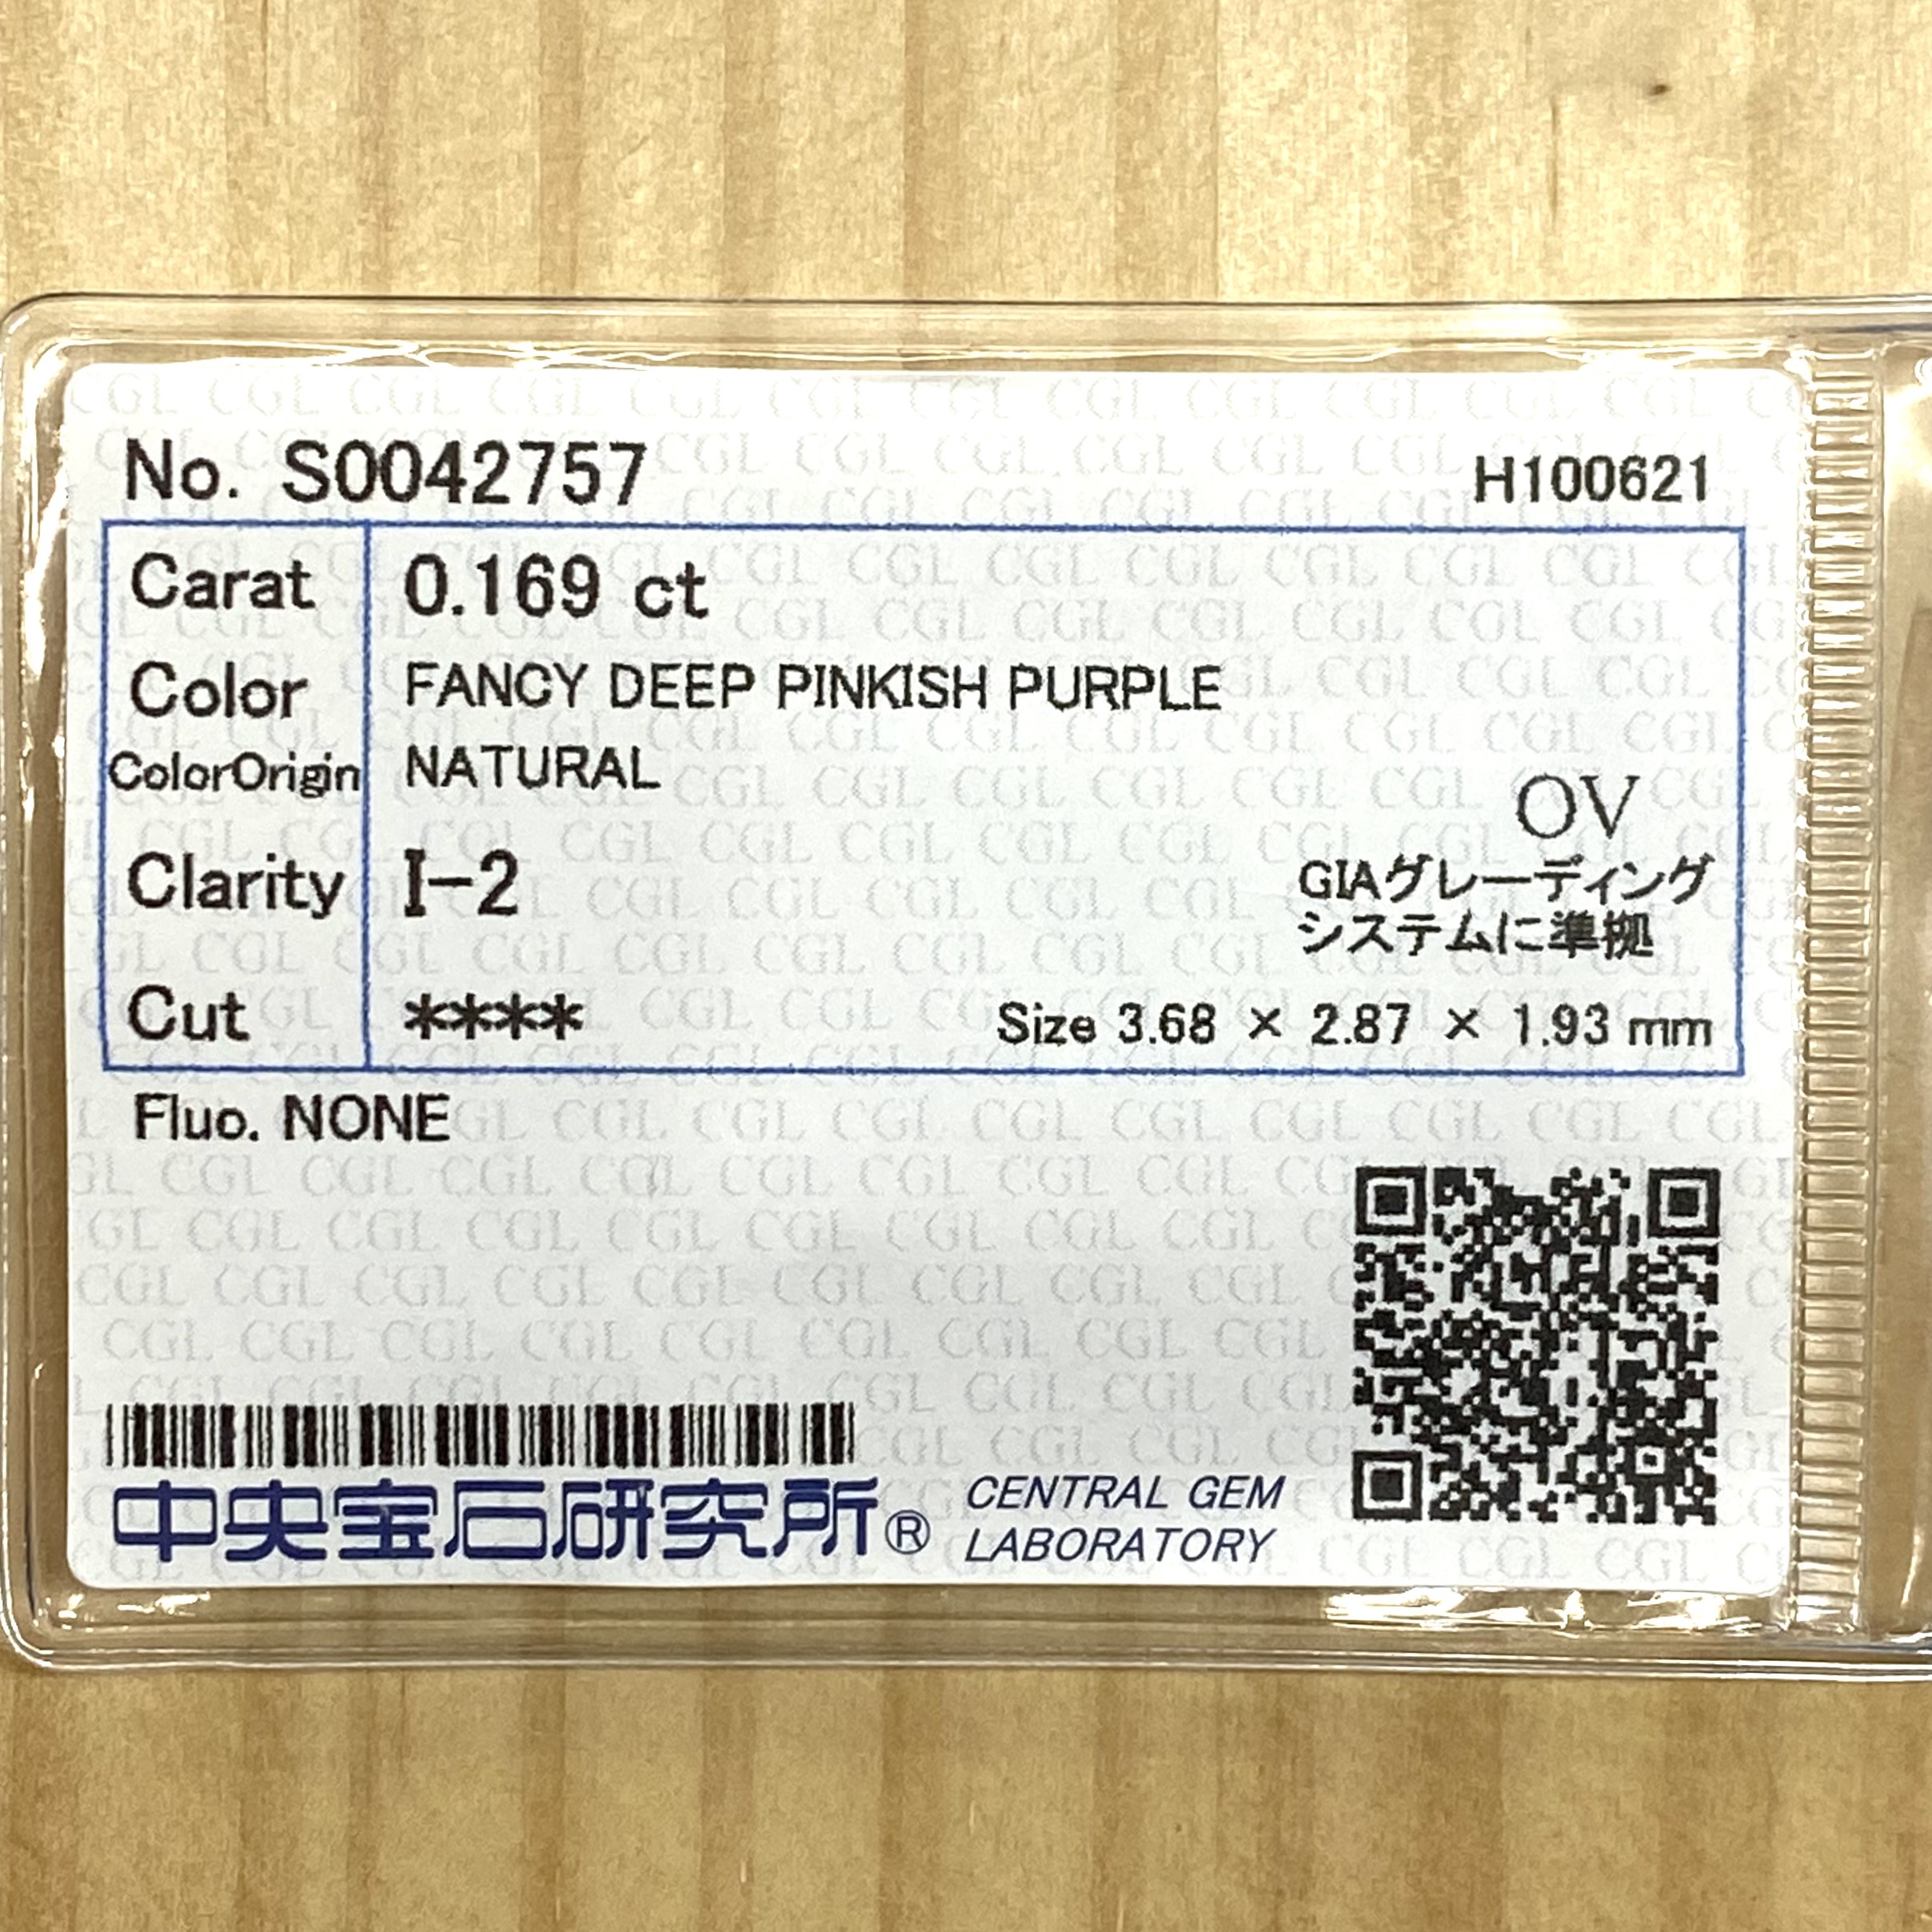 No. S0042757 H100621
Carat 0.169 ct
Color FANCY DEEP PINKISH PURPLE
ColorOrigin NATURAL
OV
Clarity I-2
GIAグレーディング
システムに準拠
Cut **** Size 3.68 × 2.87 × 1.93 mm
Fluo. NONE
中央宝石研究所® CENTRAL GEM
LABORATORY